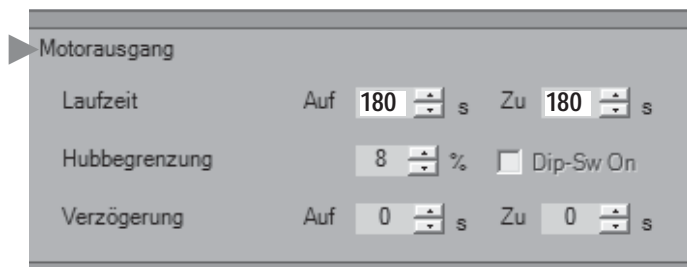 Motorausgang
Laufzeit Auf 180 s Zu 180 s
Hubbegrenzung 8 % Dip-Sw On
Verzögerung Auf 0 s Zu 0 s